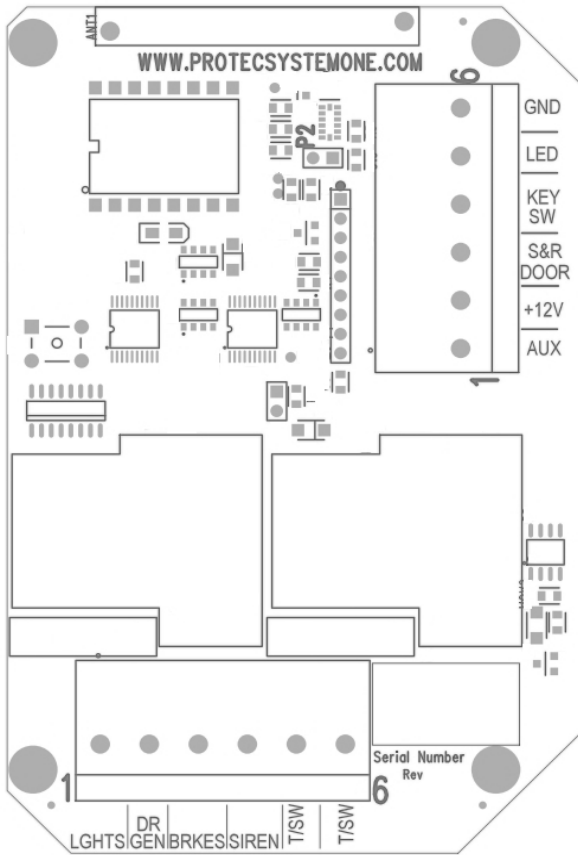 ANT1
WWW.PROTECSYSTEMONE.COM
6
P2
GND
LED
KEY
SW
S&R
DOOR
+12V
AUX
1
Serial Number
Rev
1
6
LGHTS
DR
GEN
BRKES
SIREN
T/SW
T/SW